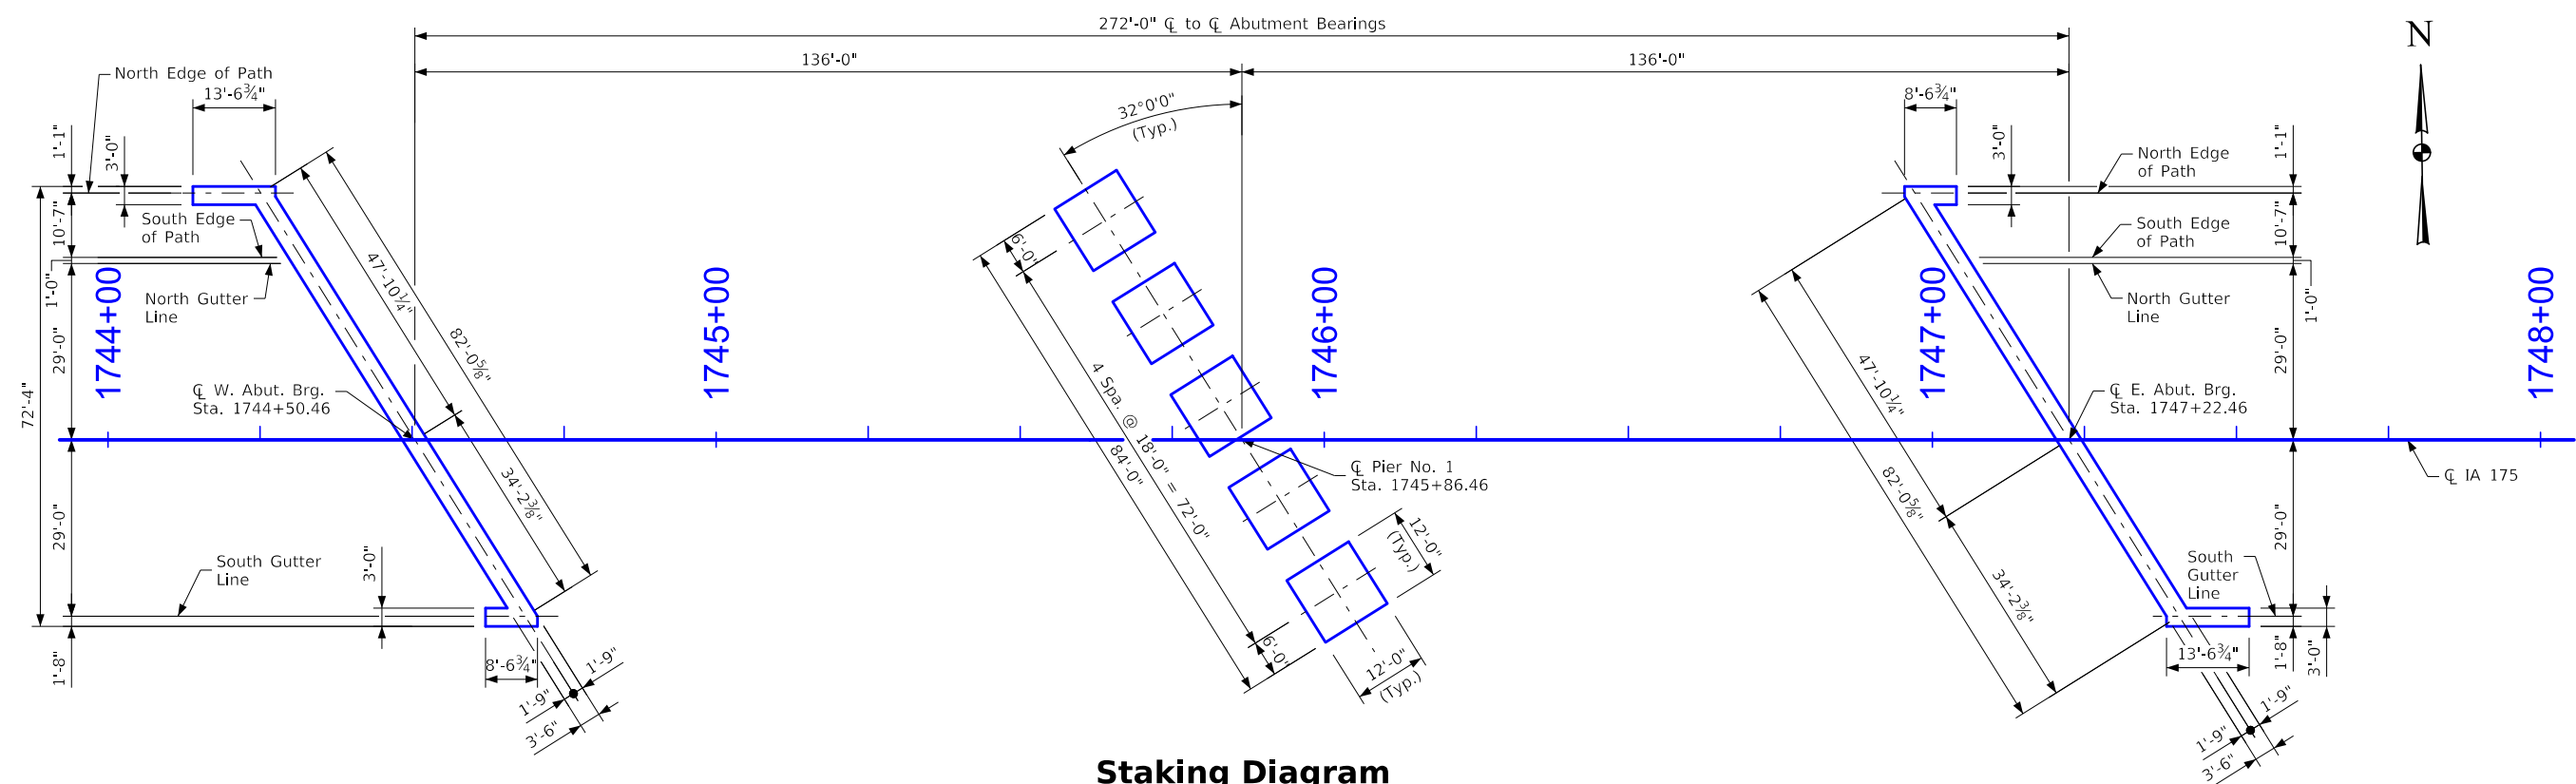 272'-0" ℄ to ℄ Abutment Bearings
136'-0"
136'-0"
N
North Edge of Path
13'-6¾"
1'-1"
3'-0"
32°0'0"
(Typ.)
8'-6¾"
3'-0"
1'-1"
North Edge
of Path
10'-7"
South Edge
of Path
1'-0"
North Gutter
Line
1744+00
29'-0"
72'-4"
47'-10¼"
82'-0⅝"
1745+00
6'-0"
4 Spa. @ 18'-0" = 72'-0"
84'-0"
1746+00
1747+00
South Edge
of Path
10'-7"
North Gutter
Line
1'-0"
29'-0"
1748+00
℄ W. Abut. Brg.
Sta. 1744+50.46
47'-10¼"
82'-0⅝"
℄ E. Abut. Brg.
Sta. 1747+22.46
℄ Pier No. 1
Sta. 1745+86.46
℄ IA 175
34'-2⅜"
29'-0"
South Gutter
Line
3'-0"
1'-8"
8'-6¾"
1'-9"
1'-9"
3'-6"
12'-0"
(Typ.)
6'-0"
12'-0"
(Typ.)
34'-2⅜"
29'-0"
South
Gutter
Line
13'-6¾"
1'-8"
3'-0"
1'-9"
1'-9"
3'-6"
Staking Diagram